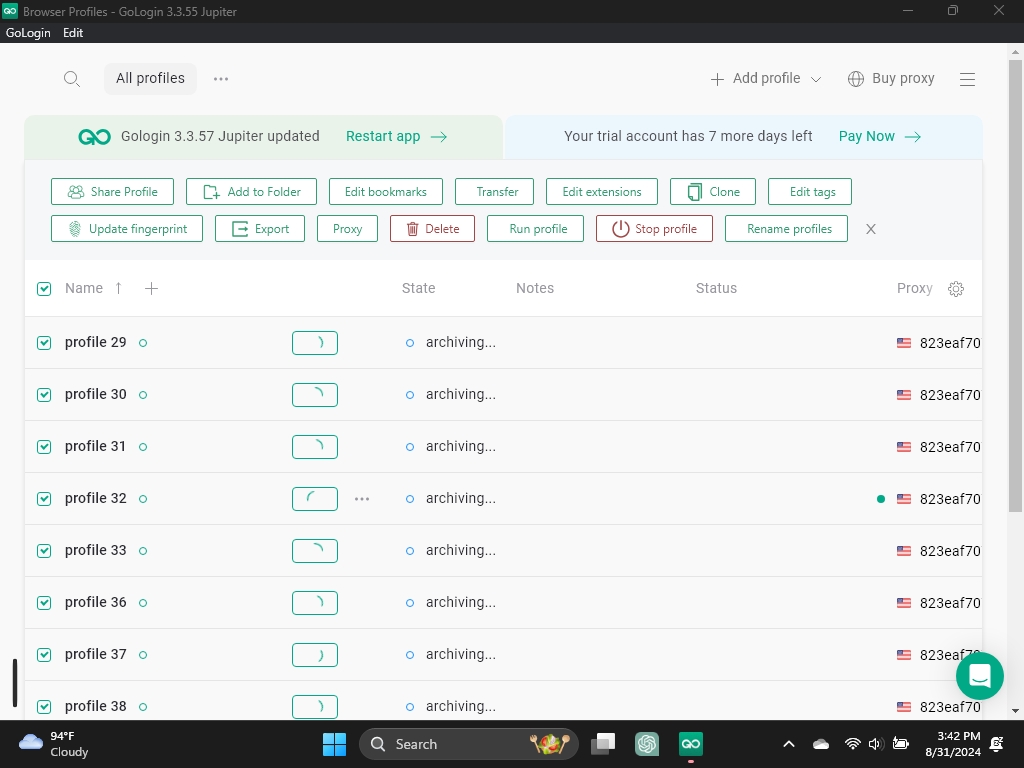 GO Browser Profiles - GoLogin 3.3.55 Jupiter
GoLogin Edit
All profiles ••• Add profile Buy proxy
GO Gologin 3.3.57 Jupiter updated Restart app → Your trial account has 7 more days left Pay Now →
Share Profile Add to Folder Edit bookmarks Transfer Edit extensions Clone Edit tags
Update fingerprint Export Proxy Delete Run profile Stop profile Rename profiles X
Name ↑ + State Notes Status Proxy
profile 29 archiving... 823eaf70
profile 30 archiving... 823eaf70
profile 31 archiving... 823eaf70
profile 32 ••• archiving... 823eaf70
profile 33 archiving... 823eaf70
profile 36 archiving... 823eaf70
profile 37 archiving... 823eaf70
profile 38 archiving... 823eaf70
94°F
Cloudy
Search
GO
3:42 PM
8/31/2024